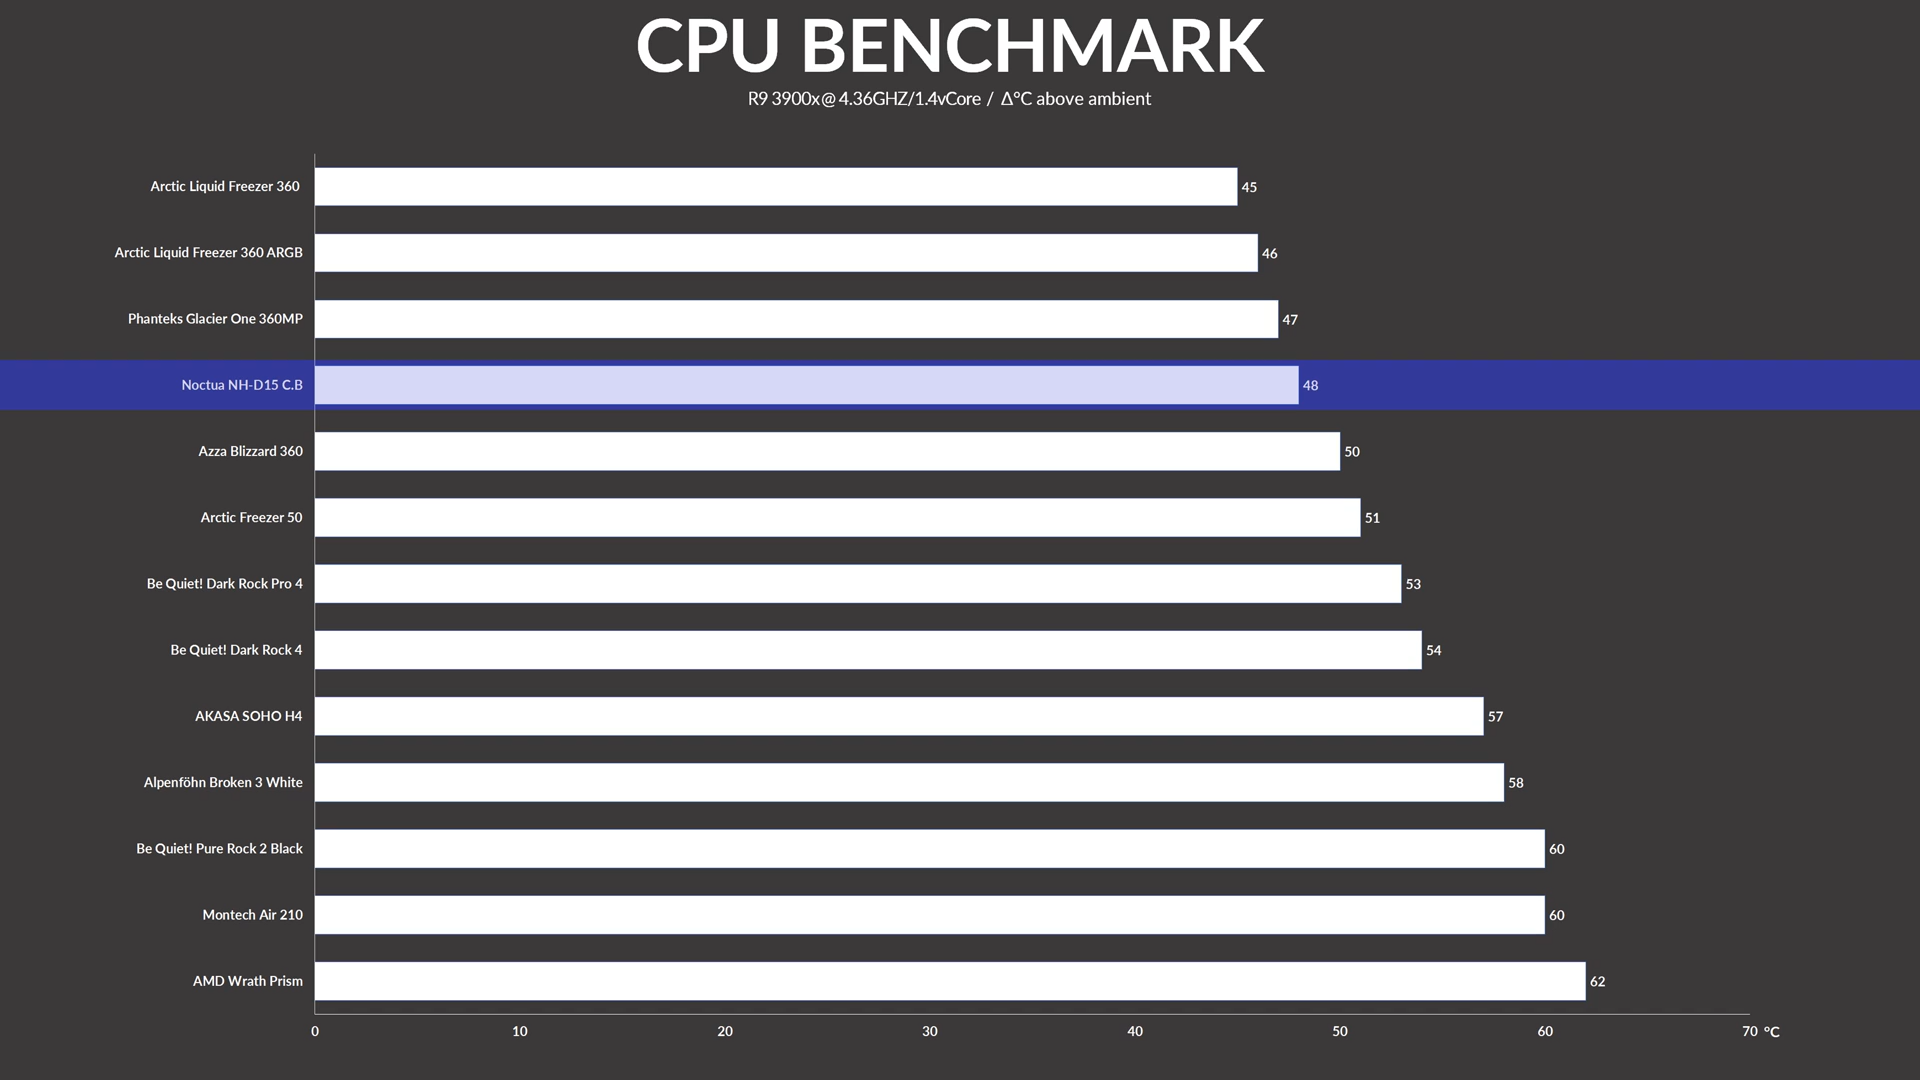 CPU BENCHMARK
R9 3900x@ 4.36GHZ/1.4vCore / Δ°C above ambient
Arctic Liquid Freezer 360 45
Arctic Liquid Freezer 360 ARGB 46
Phanteks Glacier One 360MP 47
Noctua NH-D15 C.B 48
Azza Blizzard 360 50
Arctic Freezer 50 51
Be Quiet! Dark Rock Pro 4 53
Be Quiet! Dark Rock 4 54
AKASA SOHO H4 57
Alpenföhn Broken 3 White 58
Be Quiet! Pure Rock 2 Black 60
Montech Air 210 60
AMD Wrath Prism 62
0 10 20 30 40 50 60 70 °C